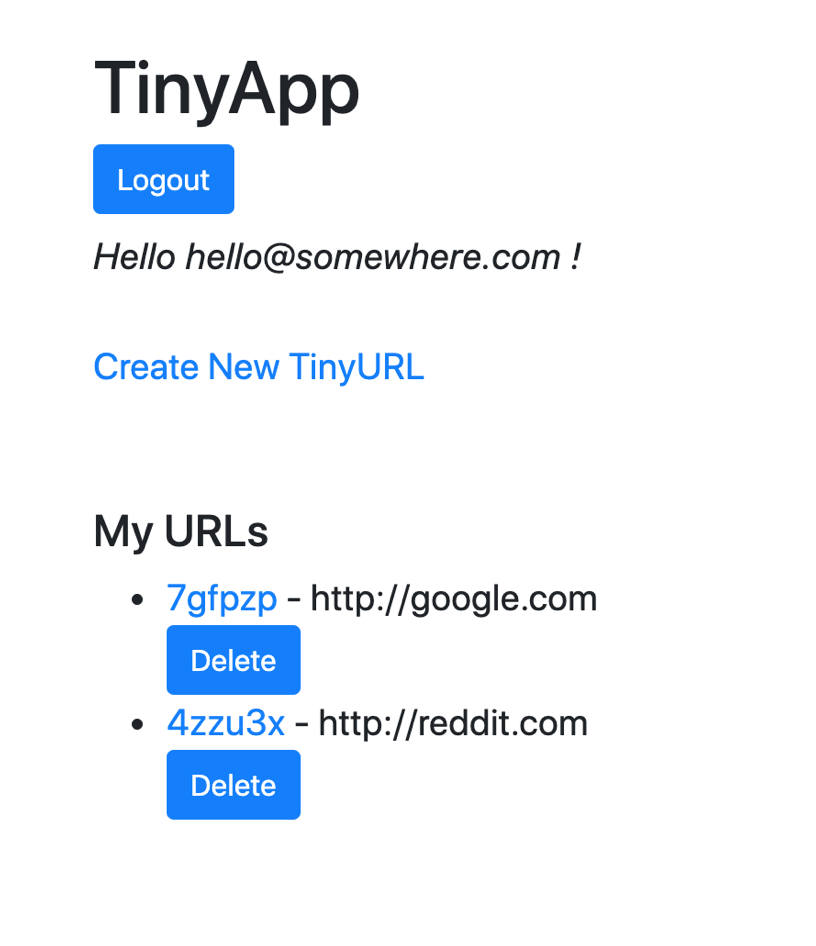 TinyApp
Logout
Hello hello@somewhere.com !
Create New TinyURL
My URLs
7gfpzp - http://google.com
Delete
4zzu3x - http://reddit.com
Delete